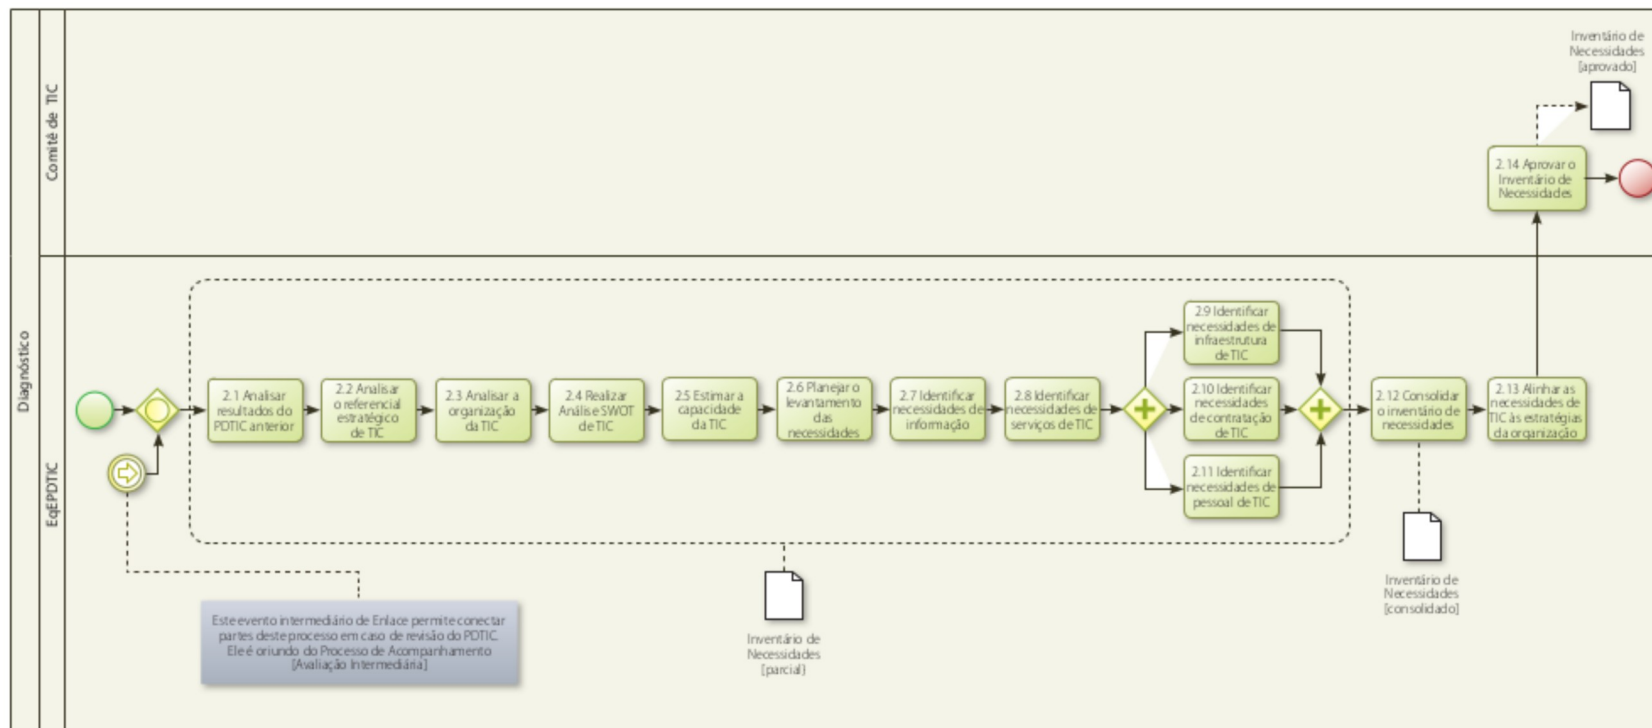 Diagnóstico
Comitê de TIC
EqEPDTIC
Inventário de
Necessidades
[aprovado]
2.14 Aprovar o
Inventário de
Necessidades
2.1 Analisar
resultados do
PDTIC anterior
2.2 Analisar
o referencial
estratégico
de TIC
2.3 Analisar a
organização
da TIC
2.4 Realizar
Análise SWOT
de TIC
2.5 Estimar a
capacidade
da TIC
2.6 Planejar o
levantamento
das
necessidades
2.7 Identificar
necessidades de
informação
2.8 Identificar
necessidades de
serviços de TIC
2.9 Identificar
necessidades de
infraestrutura
de TIC
2.10 Identificar
necessidades
de contratação
de TIC
2.11 Identificar
necessidades de
pessoal de TIC
2.12 Consolidar
o inventário de
necessidades
2.13 Alinhar as
necessidades de
TIC às estratégias
da organização
Inventário de
Necessidades
[consolidado]
Inventário de
Necessidades
[parcial)
Este evento intermediário de Enlace permite conectar
partes deste processo em caso de revisão do PDTIC.
Ele é oriundo do Processo de Acompanhamento
[Avaliação Intermediária]